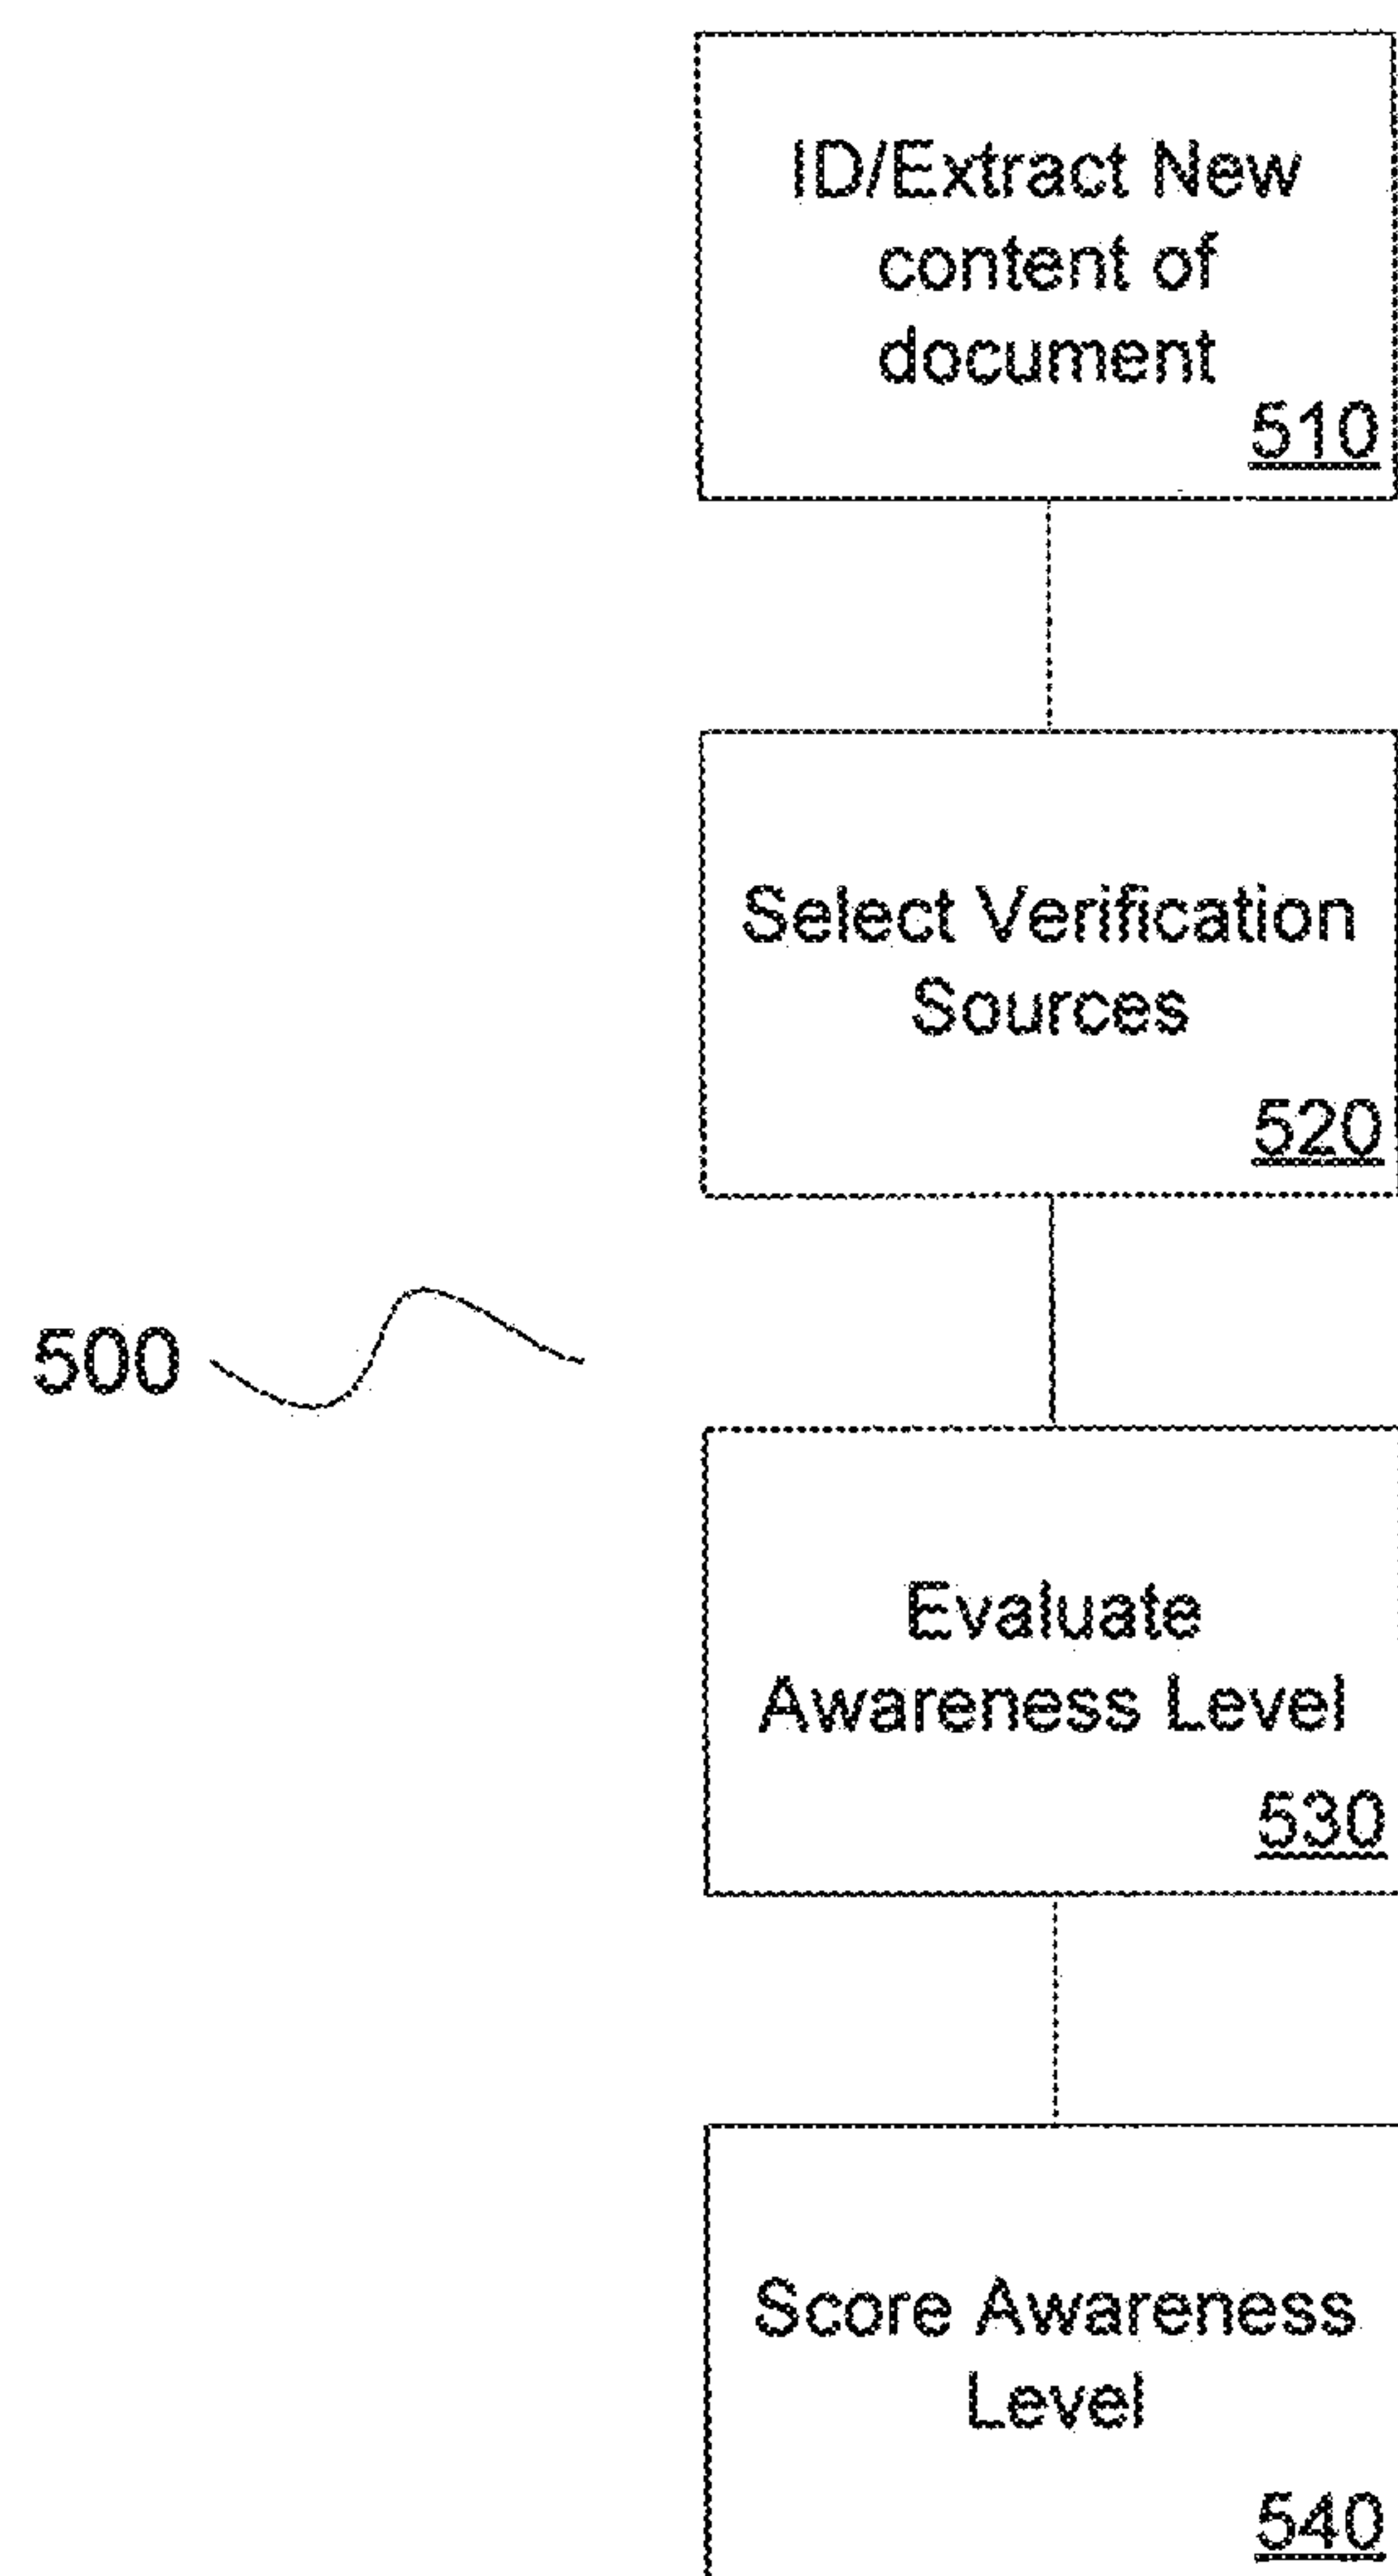 ID/Extract New
content of
document
510
Select Verification
Sources
520
500
Evaluate
Awareness Level
530
Score Awareness
Level
540